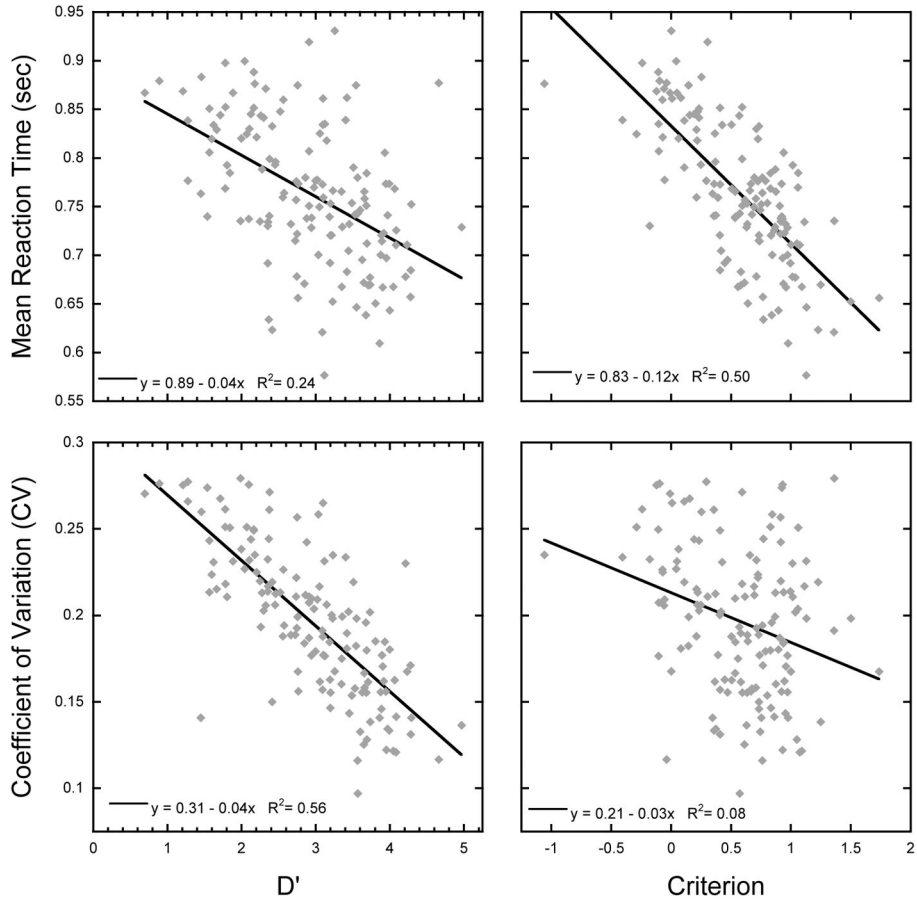 Mean Reaction Time (sec)
0.95
0.9
0.85
0.8
0.75
0.7
0.65
0.6
0.55
y = 0.89 - 0.04x R²= 0.24
y = 0.83 - 0.12x R²= 0.50
Coefficient of Variation (CV)
0.3
0.25
0.2
0.15
0.1
y = 0.31 - 0.04x R²= 0.56
y = 0.21 - 0.03x R²= 0.08
0 1 2 3 4 5
-1 -0.5 0 0.5 1 1.5 2
D'
Criterion